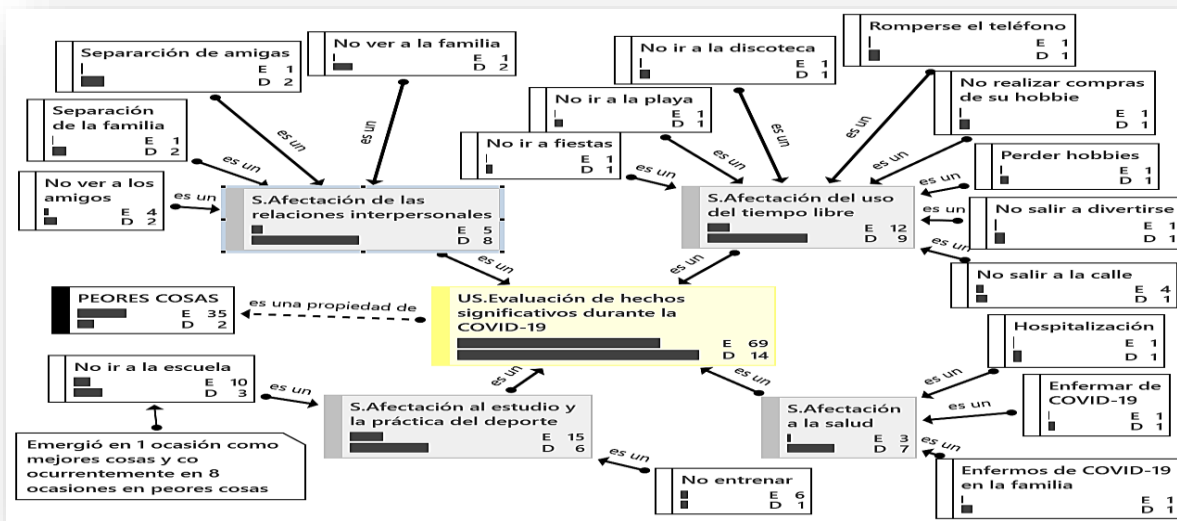 Separarción de amigas
E 1
D 2
No ver a la familia
E 1
D 2
No ir a la discoteca
E 1
D 1
Romperse el teléfono
E 1
D 1
Separación
de la familia
E 1
D 2
No ir a la playa
E 1
D 1
No realizar compras
de su hobbie
E 1
D 1
No ver a los
amigos
E 4
D 2
No ir a fiestas
E 1
D 1
Perder hobbies
E 1
D 1
No salir a divertirse
E 1
D 1
No salir a la calle
E 4
D 1
es un
es un
es un
es un
es un
es un
es un
es un
es un
es un
es un
es un
S.Afectación de las
relaciones interpersonales
E 5
D 8
S.Afectación del uso
del tiempo libre
E 12
D 9
es un
es un
PEORES COSAS
E 35
D 2
es una propiedad de
US.Evaluación de hechos
significativos durante la
COVID-19
E 69
D 14
es un
es un
No ir a la escuela
E 10
D 3
es un
S.Afectación al estudio y
la práctica del deporte
E 15
D 6
S.Afectación
a la salud
E 3
D 7
es un
es un
es un
Hospitalización
E 1
D 1
Enfermar de
COVID-19
E 1
D 1
Enfermos de COVID-19
en la familia
E 1
D 1
Emergió en 1 ocasión como
mejores cosas y co
ocurrentemente en 8
ocasiones en peores cosas
es un
No entrenar
E 6
D 1